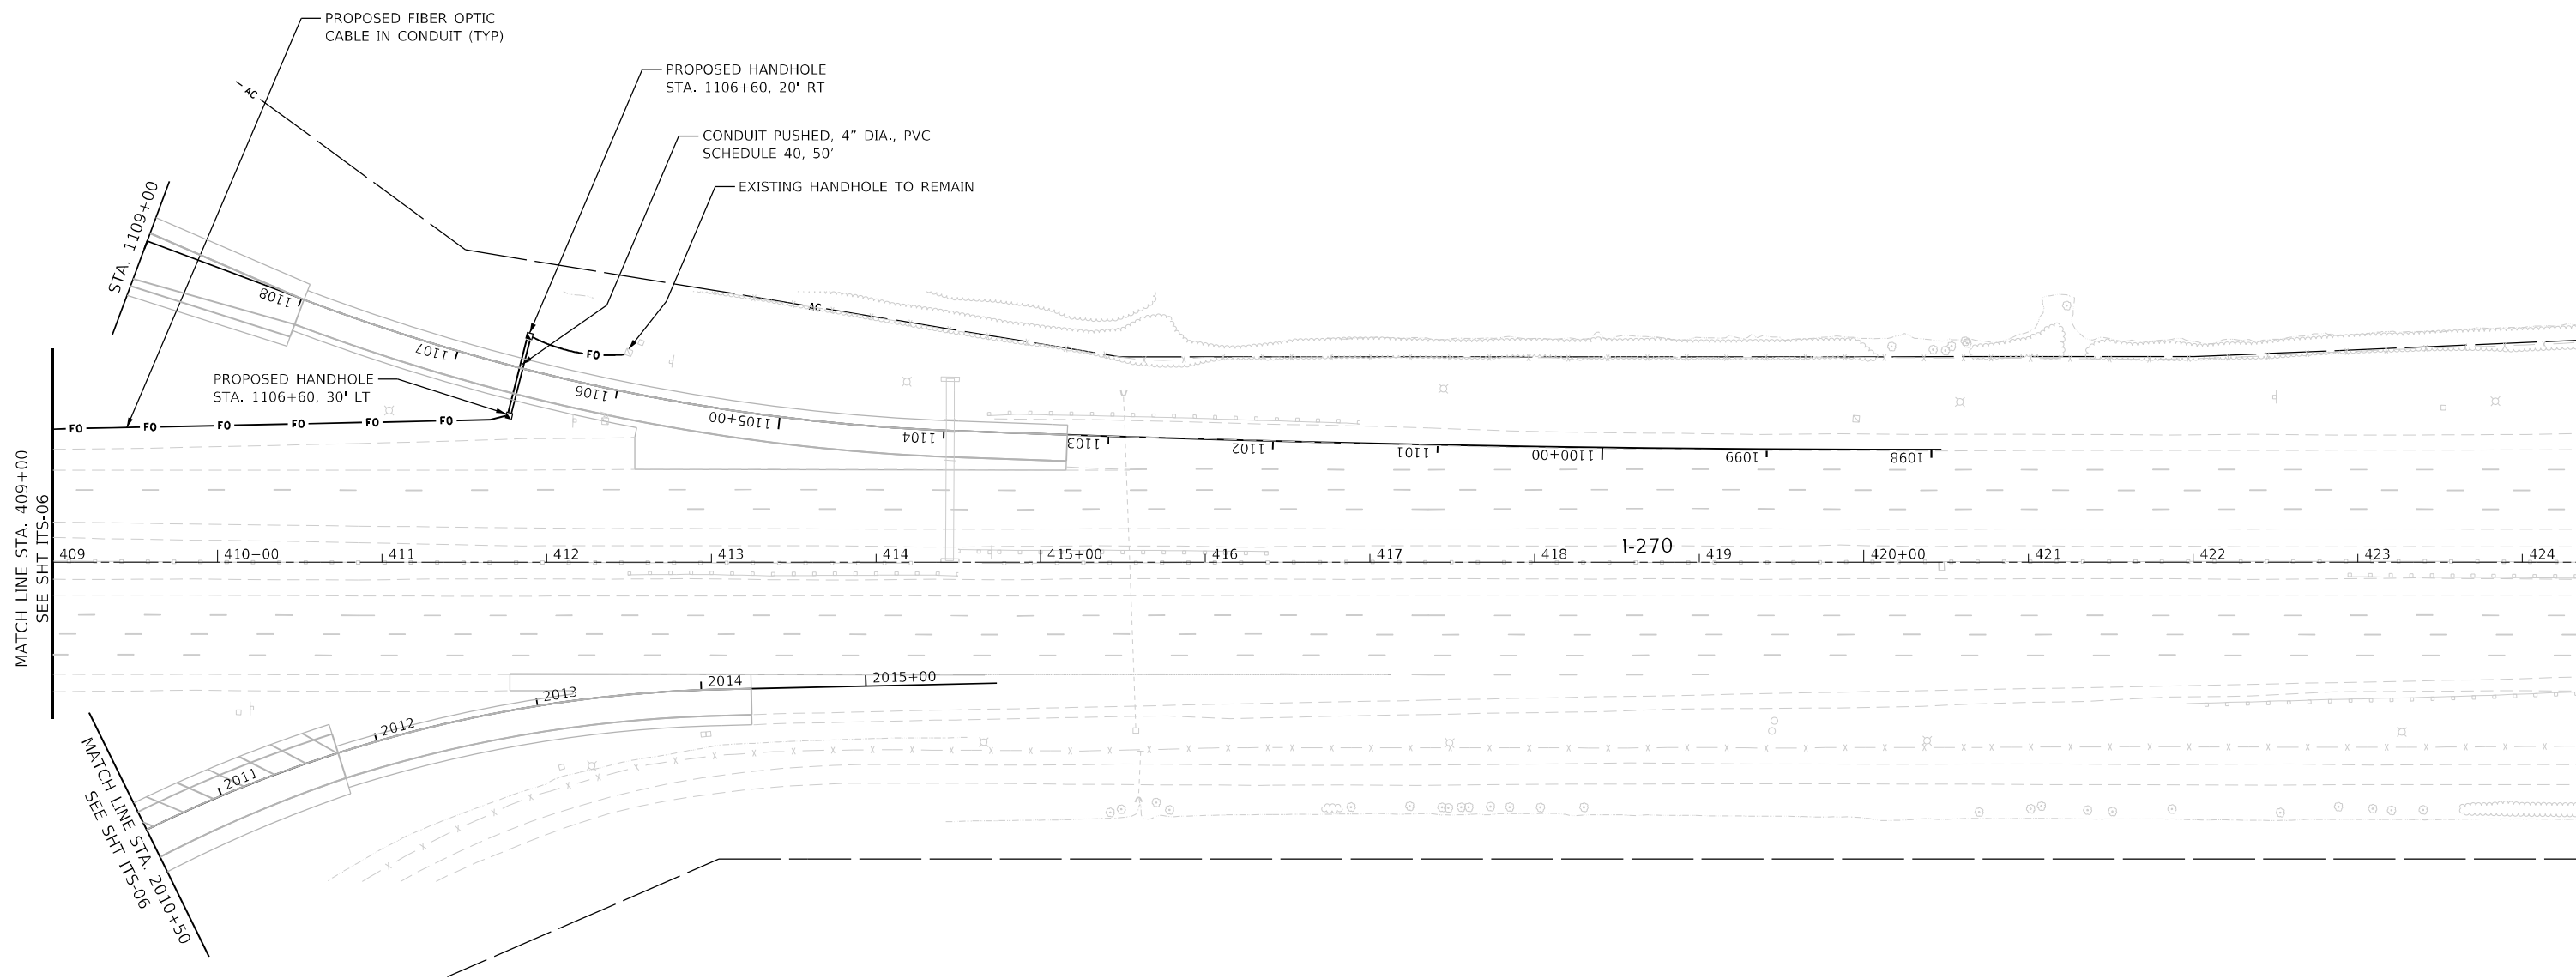 PROPOSED FIBER OPTIC
CABLE IN CONDUIT (TYP)
PROPOSED HANDHOLE
STA. 1106+60, 20' RT
CONDUIT PUSHED, 4" DIA., PVC
SCHEDULE 40, 50'
EXISTING HANDHOLE TO REMAIN
AC
STA. 1109+00
1108
AC
1107
FO
PROPOSED HANDHOLE
STA. 1106+60, 30' LT
1106
1105+00
1104
1103
1102
1101
1100+00
1099
1098
FO FO FO FO FO FO
MATCH LINE STA. 409+00
SEE SHT ITS-06
I-270
409 410+00 411 412 413 414 415+00 416 417 418 419 420+00 421 422 423 424
2011
2012
2013
2014
2015+00
MATCH LINE STA. 2010+50
SEE SHT ITS-06